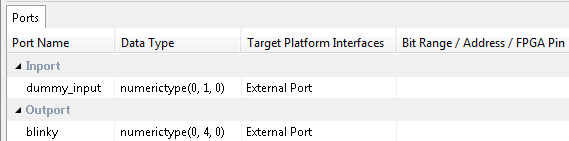 Ports
Port Name Data Type Target Platform Interfaces Bit Range / Address / FPGA Pin
Inport
dummy_input numerictype(0, 1, 0) External Port
Outport
blinky numerictype(0, 4, 0) External Port